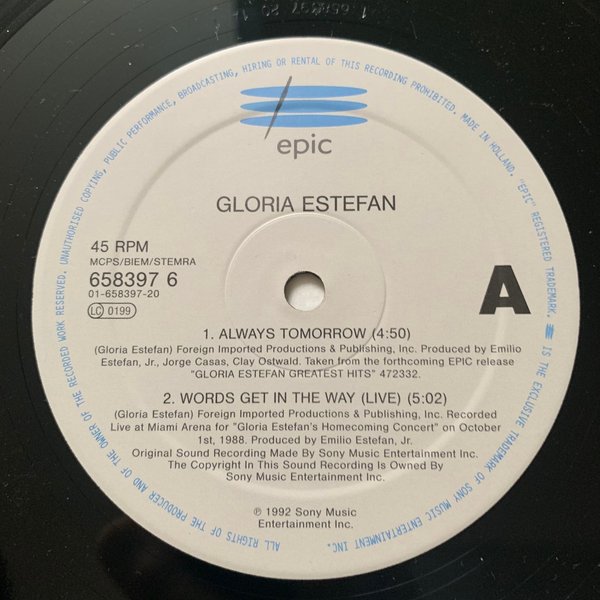 658397 20 1
UNAUTHORISED COPYING, PUBLIC PERFORMANCE, BROADCASTING, HIRING OR RENTAL OF THIS RECORDING PROHIBITED. MADE IN HOLLAND. "EPIC" REGISTERED TRADEMARK.
IS THE EXCLUSIVE TRADEMARK OF SONY MUSIC ENTERTAINMENT INC.
ALL RIGHTS OF THE PRODUCER AND OF THE OWNER OF THE RECORDED WORK RESERVED.
epic
GLORIA ESTEFAN
45 RPM
MCPS/BIEM/STEMRA
658397 6
01-658397-20
LC 0199
A
1. ALWAYS TOMORROW (4:50)
(Gloria Estefan) Foreign Imported Productions & Publishing, Inc. Produced by Emilio
Estefan, Jr., Jorge Casas, Clay Ostwald. Taken from the forthcoming EPIC release
"GLORIA ESTEFAN GREATEST HITS" 472332.
2. WORDS GET IN THE WAY (LIVE) (5:02)
(Gloria Estefan) Foreign Imported Productions & Publishing, Inc. Recorded
Live at Miami Arena for "Gloria Estefan's Homecoming Concert" on October
1st, 1988. Produced by Emilio Estefan, Jr.
Original Sound Recording Made By Sony Music Entertainment Inc.
The Copyright In This Sound Recording Is Owned By
Sony Music Entertainment Inc.
℗ 1992 Sony Music
Entertainment Inc.